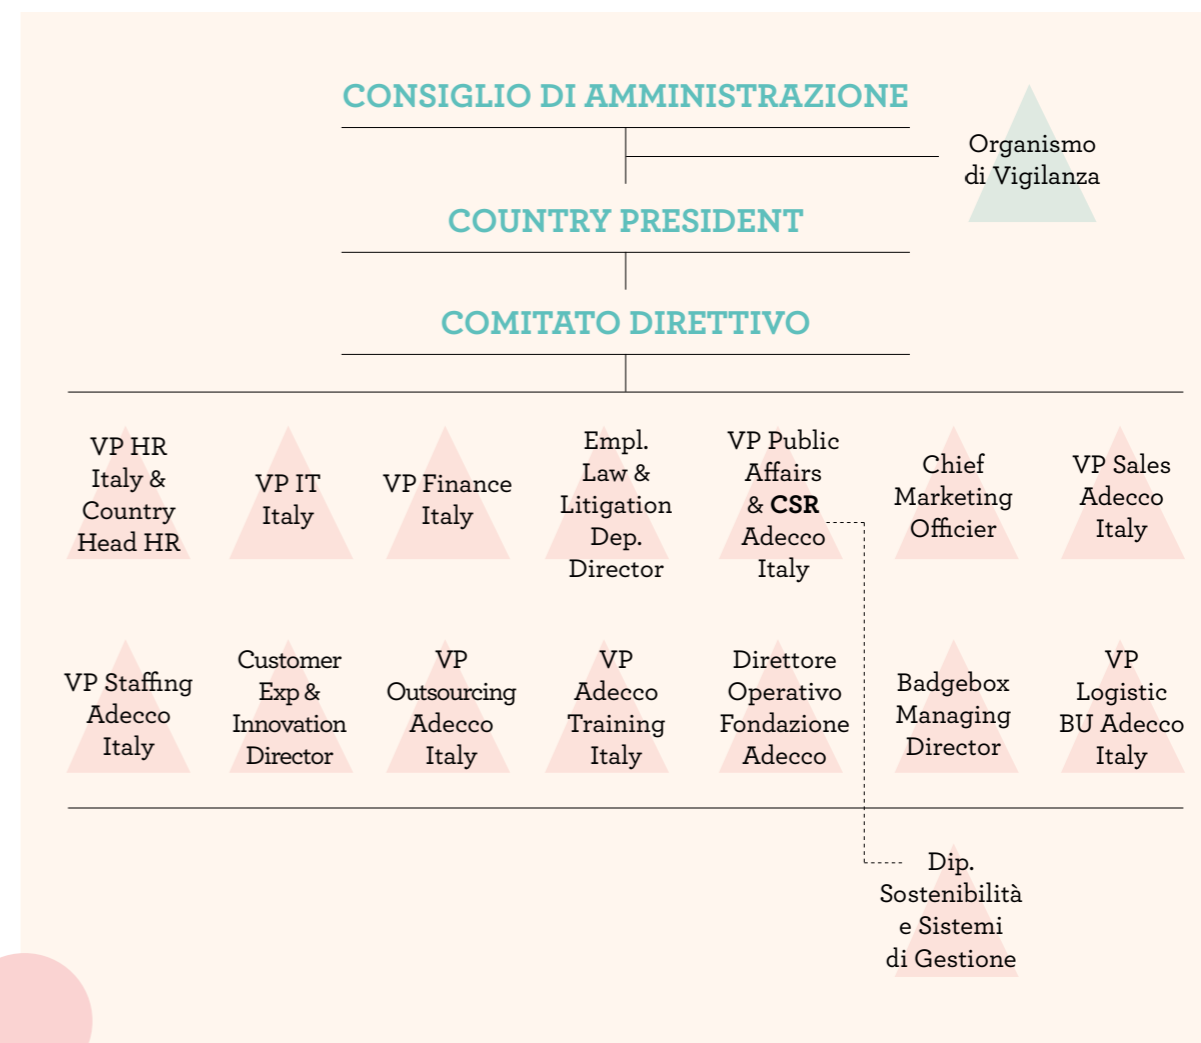 CONSIGLIO DI AMMINISTRAZIONE
Organismo
di Vigilanza
COUNTRY PRESIDENT
COMITATO DIRETTIVO
VP HR
Italy &
Country
Head HR
VP IT
Italy
VP Finance
Italy
Empl.
Law &
Litigation
Dep.
Director
VP Public
Affairs
& CSR
Adecco
Italy
Chief
Marketing
Officier
VP Sales
Adecco
Italy
VP Staffing
Adecco
Italy
Customer
Exp &
Innovation
Director
VP
Outsourcing
Adecco
Italy
VP
Adecco
Training
Italy
Direttore
Operativo
Fondazione
Adecco
Badgebox
Managing
Director
VP
Logistic
BU Adecco
Italy
Dip.
Sostenibilità
e Sistemi
di Gestione